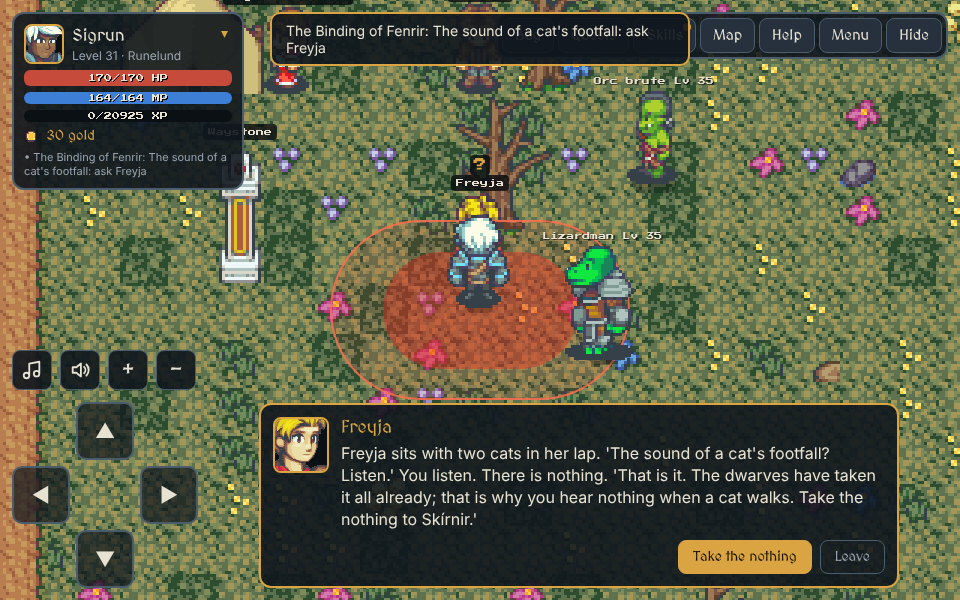 Sigrun
Level 31 · Runelund
170/170 HP
164/164 MP
0/20925 XP
30 gold
• The Binding of Fenrir: The sound of a
cat's footfall: ask Freyja
The Binding of Fenrir: The sound of a cat's footfall: ask
Freyja
Skills
Map
Help
Menu
Hide
Orc brute Lv 35
Waystone
?
Freyja
Lizardman Lv 35
+
−
Freyja
Freyja sits with two cats in her lap. 'The sound of a cat's footfall?
Listen.' You listen. There is nothing. 'That is it. The dwarves have taken
it all already; that is why you hear nothing when a cat walks. Take the
nothing to Skírnir.'
Take the nothing
Leave